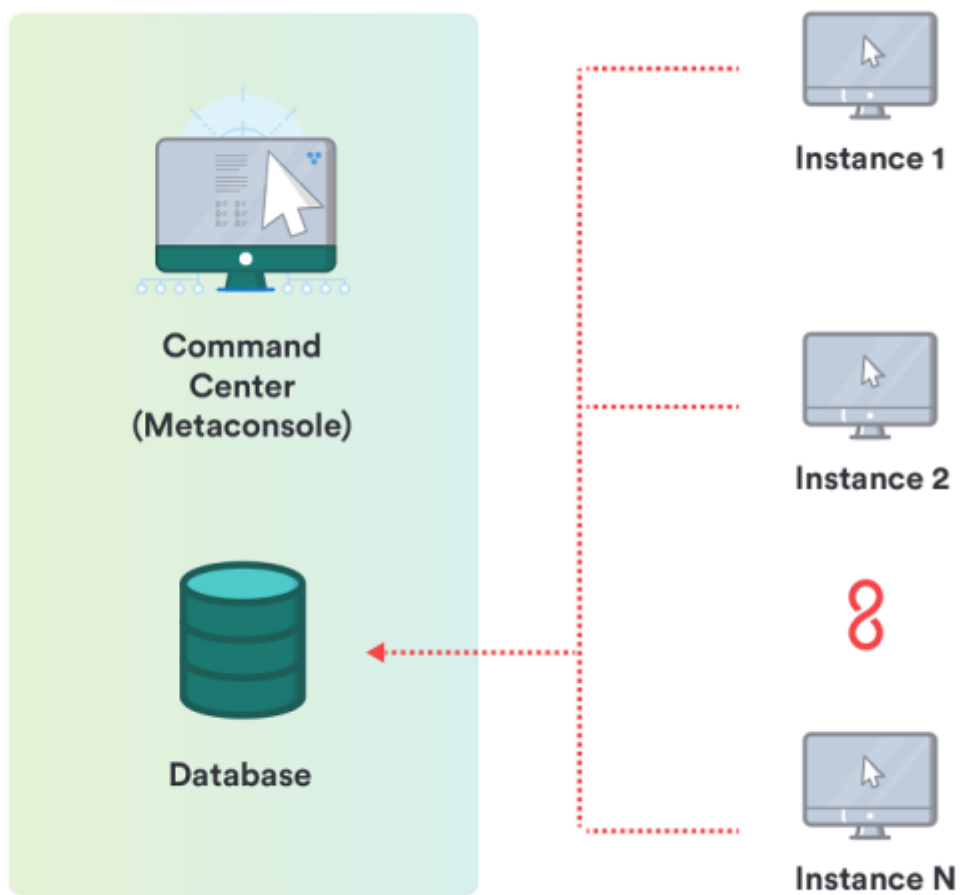 Instance 1
Command
Center
(Metaconsole)
Instance 2
Database
Instance N